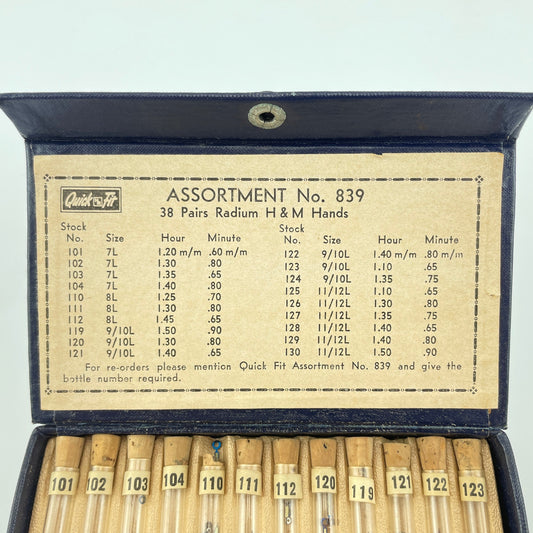 Quick Fit
ASSORTMENT No. 839
38 Pairs Radium H & M Hands
Stock No. Size Hour Minute
101 7L 1.20 m/m .60 m/m
102 7L 1.30 .80
103 7L 1.35 .65
104 7L 1.40 .80
110 8L 1.25 .70
111 8L 1.30 .80
112 8L 1.45 .65
119 9/10L 1.50 .90
120 9/10L 1.30 .80
121 9/10L 1.40 .65
Stock No. Size Hour Minute
122 9/10L 1.40 m/m .80 m/m
123 9/10L 1.10 .65
124 9/10L 1.35 .75
125 11/12L 1.10 .65
126 11/12L 1.30 .80
127 11/12L 1.35 .75
128 11/12L 1.40 .65
129 11/12L 1.40 .80
130 11/12L 1.50 .90
For re-orders please mention Quick Fit Assortment No. 839 and give the
bottle number required.
101 102 103 104 110 111 112 120 119 121 122 123